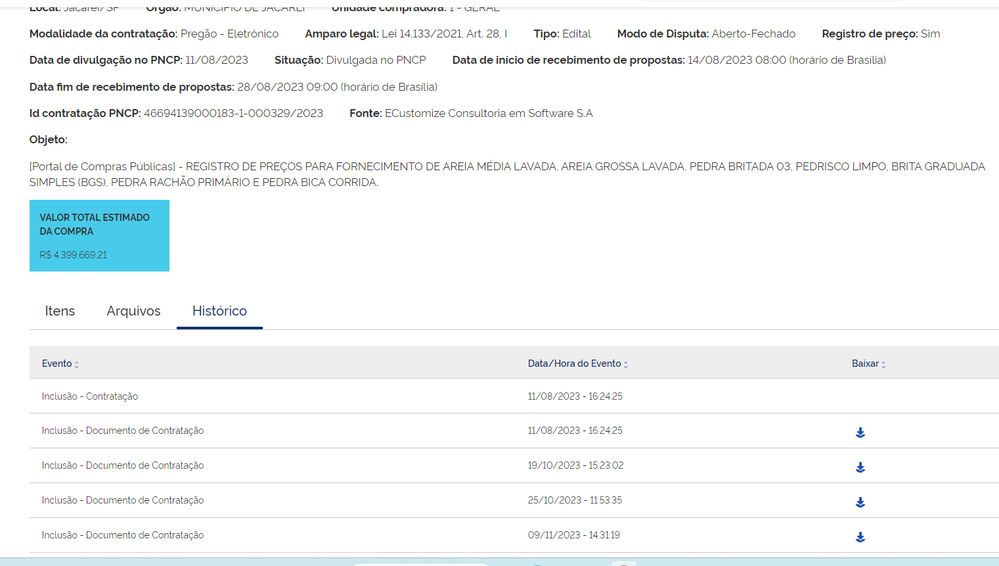 Local: Jacareí/SP Órgão: MUNICIPIO DE JACAREI Unidade compradora: 1 - GERAL
Modalidade da contratação: Pregão - Eletrônico Amparo legal: Lei 14.133/2021, Art. 28, I Tipo: Edital Modo de Disputa: Aberto-Fechado Registro de preço: Sim
Data de divulgação no PNCP: 11/08/2023 Situação: Divulgada no PNCP Data de início de recebimento de propostas: 14/08/2023 08:00 (horário de Brasília)
Data fim de recebimento de propostas: 28/08/2023 09:00 (horário de Brasília)
Id contratação PNCP: 46694139000183-1-000329/2023 Fonte: ECustomize Consultoria em Software S.A
Objeto:
[Portal de Compras Públicas] - REGISTRO DE PREÇOS PARA FORNECIMENTO DE AREIA MÉDIA LAVADA, AREIA GROSSA LAVADA, PEDRA BRITADA 03, PEDRISCO LIMPO, BRITA GRADUADA
SIMPLES (BGS), PEDRA RACHÃO PRIMÁRIO E PEDRA BICA CORRIDA.
VALOR TOTAL ESTIMADO
DA COMPRA
R$ 4.399.669,21
Itens Arquivos Histórico
Evento Data/Hora do Evento Baixar
Inclusão - Contratação 11/08/2023 - 16:24:25
Inclusão - Documento de Contratação 11/08/2023 - 16:24:25
Inclusão - Documento de Contratação 19/10/2023 - 15:23:02
Inclusão - Documento de Contratação 25/10/2023 - 11:53:35
Inclusão - Documento de Contratação 09/11/2023 - 14:31:19